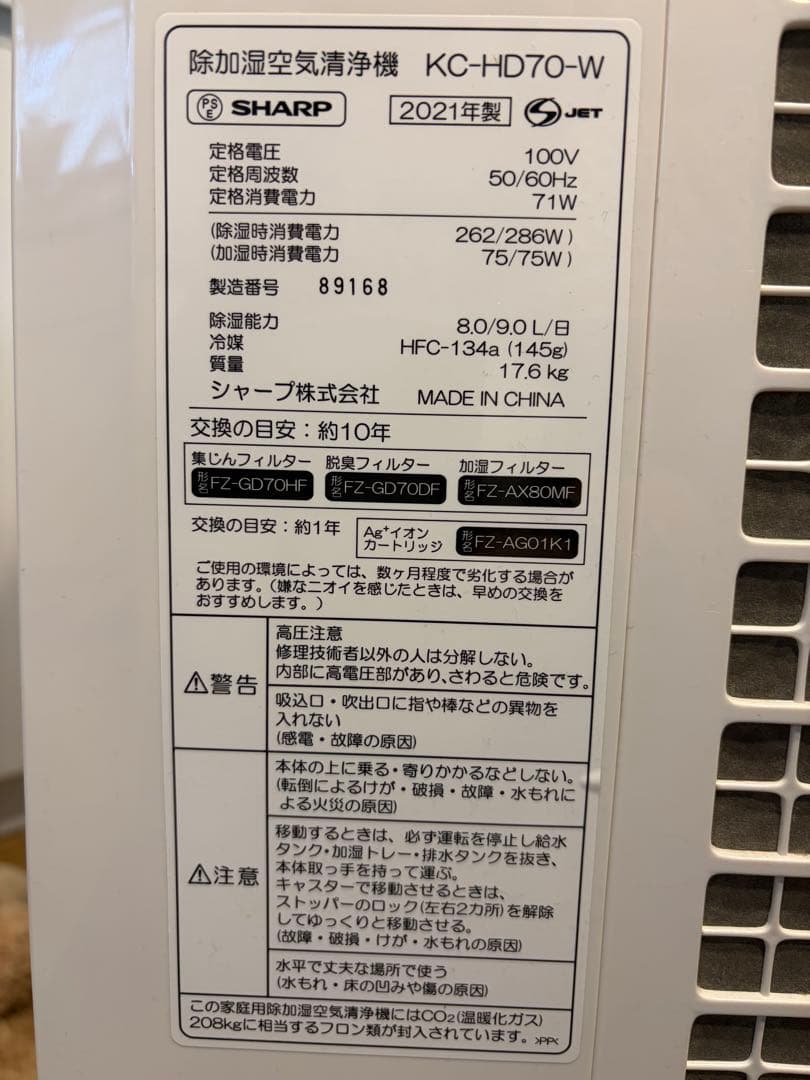 除加湿空気清浄機 KC-HD70-W
PSE SHARP 2021年製 S JET
定格電圧 100V
定格周波数 50/60Hz
定格消費電力 71W
(除湿時消費電力 262/286W)
(加湿時消費電力 75/75W)
製造番号 89168
除湿能力 8.0/9.0 L/日
冷媒 HFC-134a (145g)
質量 17.6 kg
シャープ株式会社 MADE IN CHINA
交換の目安：約10年
集じんフィルター 脱臭フィルター 加湿フィルター
形名 FZ-GD70HF 形名 FZ-GD70DF 形名 FZ-AX80MF
交換の目安：約1年 Ag⁺イオン
カートリッジ 形名 FZ-AG01K1
ご使用の環境によっては、数ヶ月程度で劣化する場合が
あります。(嫌なニオイを感じたときは、早めの交換を
おすすめします。)
⚠警告
高圧注意
修理技術者以外の人は分解しない。
内部に高電圧部があり、さわると危険です。
吸込口・吹出口に指や棒などの異物を
入れない
(感電・故障の原因)
⚠注意
本体の上に乗る・寄りかかるなどしない。
(転倒によるけが・破損・故障・水もれに
よる火災の原因)
移動するときは、必ず運転を停止し給水
タンク・加湿トレー・排水タンクを抜き、
本体取っ手を持って運ぶ。
キャスターで移動させるときは、
ストッパーのロック(左右2カ所)を解除
してゆっくりと移動させる。
(故障・破損・けが・水もれの原因)
水平で丈夫な場所で使う
(水もれ・床の凹みや傷の原因)
この家庭用除加湿空気清浄機にはCO₂(温暖化ガス)
208kgに相当するフロン類が封入されています。 >PP<